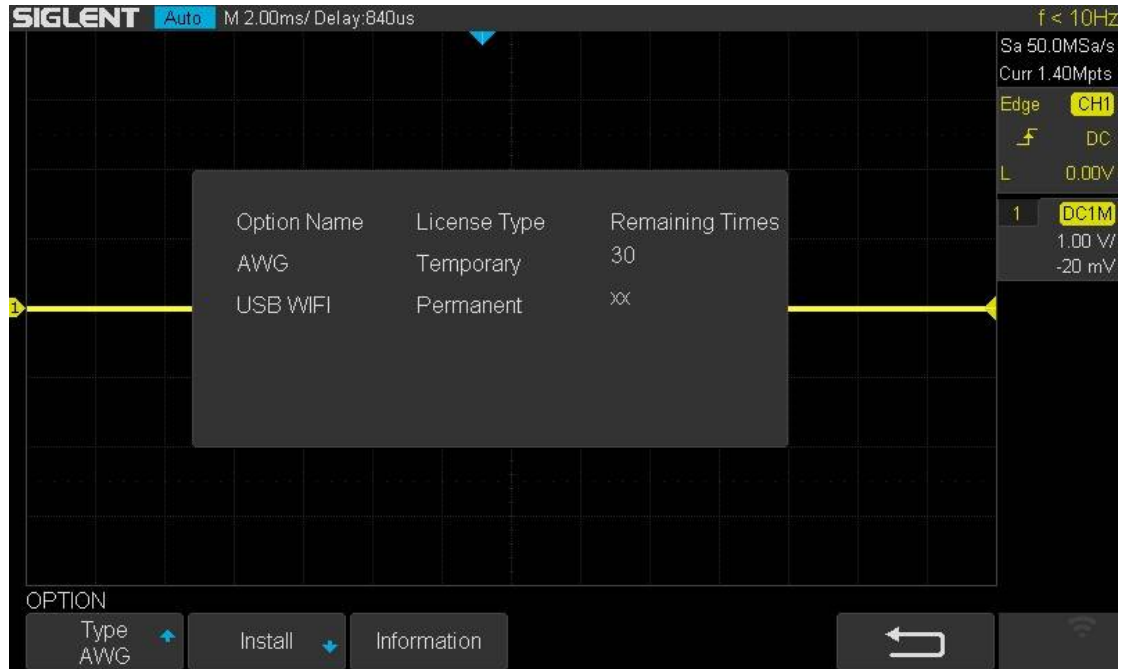 SIGLENT Auto M 2.00ms/ Delay:840us f < 10Hz
Sa 50.0MSa/s
Curr 1.40Mpts
Edge CH1
DC
L 0.00V
1 DC1M
1.00 V/
-20 mV
Option Name License Type Remaining Times
AWG Temporary 30
USB WIFI Permanent xx
1
OPTION
Type
AWG
Install
Information